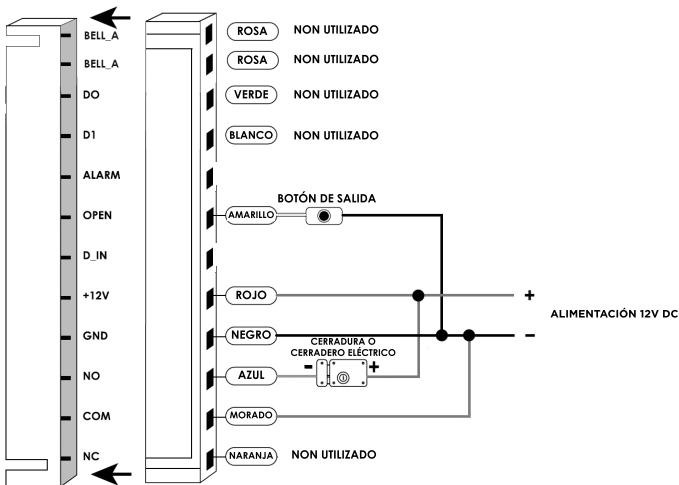 BELL_A ROSA NON UTILIZADO
BELL_A ROSA NON UTILIZADO
DO VERDE NON UTILIZADO
D1 BLANCO NON UTILIZADO
ALARM
BOTÓN DE SALIDA
OPEN AMARILLO
D_IN
+12V ROJO +
ALIMENTACIÓN 12V DC
GND NEGRO -
CERRADURA O
CERRADERO ELÉCTRICO
NO AZUL - +
COM MORADO
NC NARANJA NON UTILIZADO